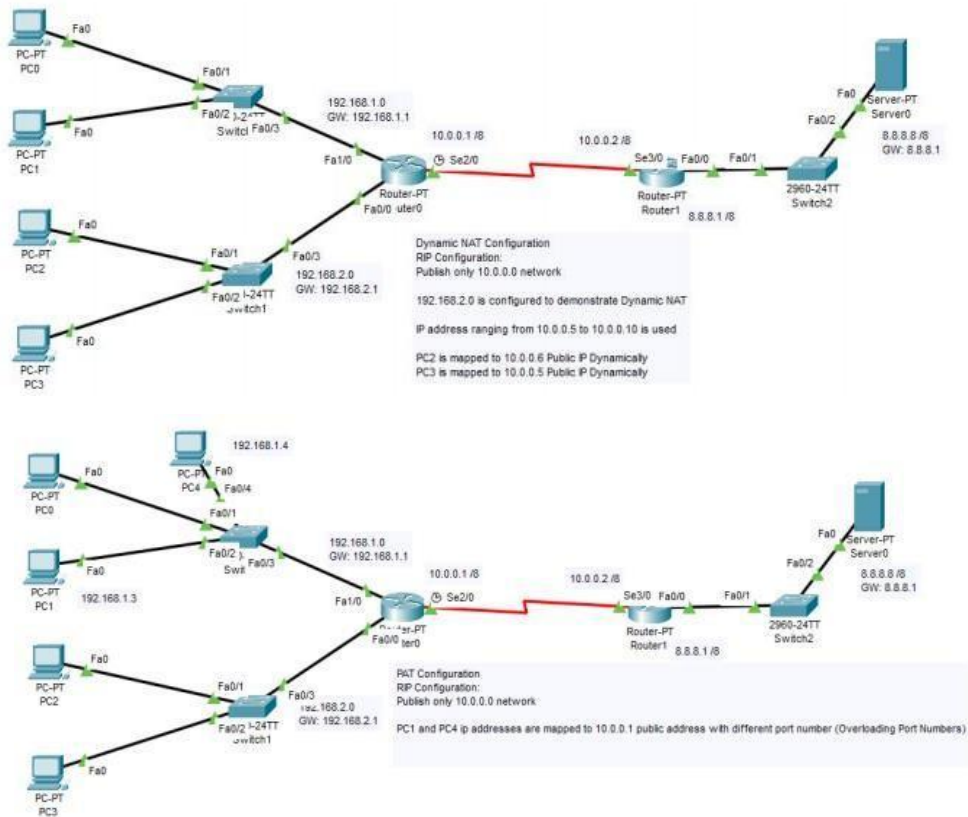 Fa0
PC-PT
PC0
Fa0/1
Fa0/2
-24TT
Fa0/3
Fa0
PC-PT
PC1
192.168.1.0
GW: 192.168.1.1
Fa1/0
10.0.0.1 /8
Se2/0
Router-PT
uter0
Fa0/0
10.0.0.2 /8
Se3/0
Fa0/0
Fa0/1
Router-PT
Router1
8.8.8.1 /8
Fa0
Server-PT
Server0
Fa0/2
8.8.8.8 /8
GW: 8.8.8.1
2960-24TT
Switch2
Fa0
PC-PT
PC2
Fa0/1
Fa0/3
Fa0/2
-24TT
witch1
192.168.2.0
GW: 192.168.2.1
Fa0
PC-PT
PC3
Dynamic NAT Configuration
RIP Configuration:
Publish only 10.0.0.0 network
192.168.2.0 is configured to demonstrate Dynamic NAT
IP address ranging from 10.0.0.5 to 10.0.0.10 is used
PC2 is mapped to 10.0.0.6 Public IP Dynamically
PC3 is mapped to 10.0.0.5 Public IP Dynamically
192.168.1.4
Fa0
PC-PT
PC4
Fa0/4
Fa0
PC-PT
PC0
Fa0/1
Fa0/2
Fa0/3
Fa0
PC-PT
PC1
192.168.1.3
192.168.1.0
GW: 192.168.1.1
Fa1/0
10.0.0.1 /8
Se2/0
Fa0/0
10.0.0.2 /8
Se3/0
Fa0/0
Fa0/1
Router-PT
Router1
8.8.8.1 /8
Fa0
Server-PT
Server0
Fa0/2
8.8.8.8 /8
GW: 8.8.8.1
2960-24TT
Switch2
Fa0
PC-PT
PC2
Fa0/1
Fa0/3
Fa0/2
-24TT
witch1
192.168.2.0
GW: 192.168.2.1
Fa0
PC-PT
PC3
PAT Configuration
RIP Configuration:
Publish only 10.0.0.0 network
PC1 and PC4 ip addresses are mapped to 10.0.0.1 public address with different port number (Overloading Port Numbers)